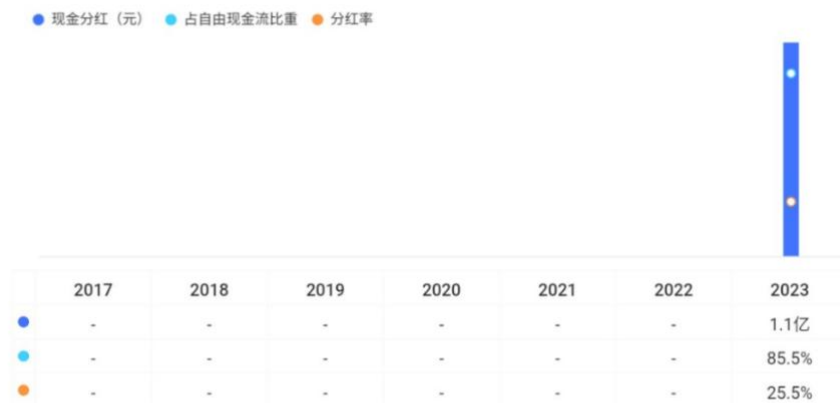 现金分红（元） 占自由现金流比重 分红率
2017 2018 2019 2020 2021 2022 2023
- - - - - - 1.1亿
- - - - - - 85.5%
- - - - - - 25.5%